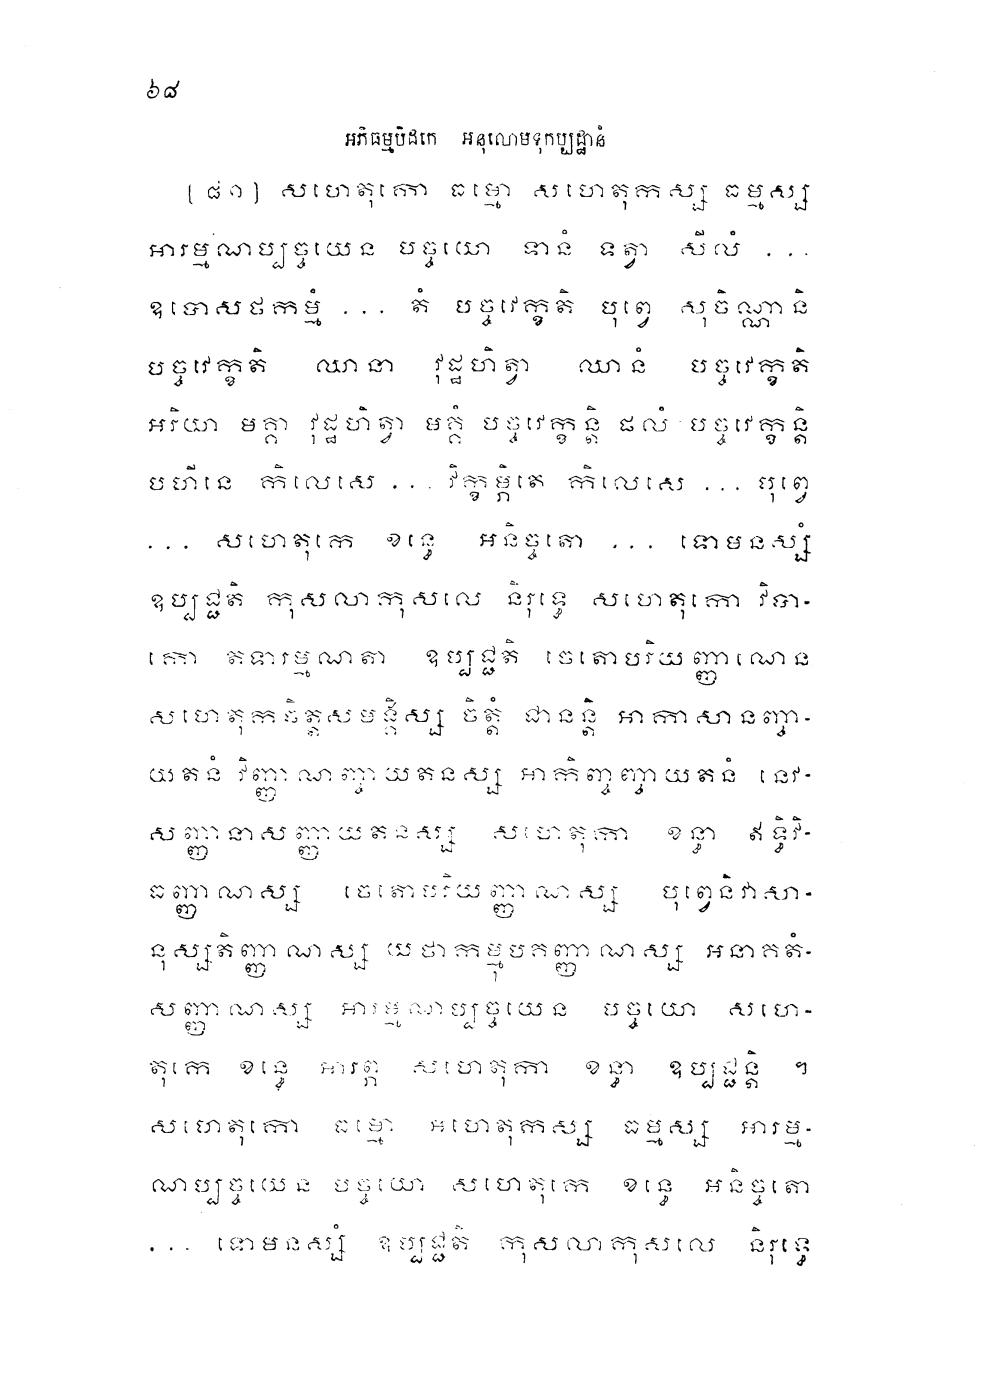 ៦៨
អភិធម្មបិដកេ អនុលោមទុកប្បដ្ឋានំ
[៨១] សហេតុកោ ធម្មោ សហេតុកស្ស ធម្មស្ស
អារម្មណប្បច្ចយេន បច្ចយោ ទានំ ទត្វា សីលំ ...
ឧបោសថកម្មំ ... តំ បច្ចវេក្ខតិ បុព្វេ សុចិណ្ណានិ
បច្ចវេក្ខតិ ឈានា វុដ្ឋហិត្វា ឈានំ បច្ចវេក្ខតិ
អរិយា មគ្គា វុដ្ឋហិត្វា មគ្គំ បច្ចវេក្ខន្តិ ផលំ បច្ចវេក្ខន្តិ
បហីនេ កិលេសេ ... វិក្ខម្ភិតេ កិលេសេ ... បុព្វេ
... សហេតុកេ ខន្ធេ អនិច្ចតោ ... ទោមនស្សំ
ឧប្បជ្ជតិ កុសលាកុសលេ និរុទ្ធេ សហេតុកោ វិបា-
កោ តទារម្មណតា ឧប្បជ្ជតិ ចេតោបរិយញ្ញាណេន
សហេតុកចិត្តសមង្គិស្ស ចិត្តំ ជានន្តិ អាកាសានញ្ចា-
យតនំ វិញ្ញាណញ្ចាយតនស្ស អាកិញ្ចញ្ញាយតនំ នេវ-
សញ្ញានាសញ្ញាយតនស្ស សហេតុកា ខន្ធា ឥទ្ធិវិ-
ធញ្ញាណស្ស ចេតោបរិយញ្ញាណស្ស បុព្វេនិវាសា-
នុស្សតិញ្ញាណស្ស យថាកម្មុបគញ្ញាណស្ស អនាគតំ-
សញ្ញាណស្ស អារម្មណប្បច្ចយេន បច្ចយោ សហេ-
តុកេ ខន្ធេ អារព្ភ សហេតុកា ខន្ធា ឧប្បជ្ជន្តិ ។
សហេតុកោ ធម្មោ អហេតុកស្ស ធម្មស្ស អារម្ម-
ណប្បច្ចយេន បច្ចយោ សហេតុកេ ខន្ធេ អនិច្ចតោ
... ទោមនស្សំ ឧប្បជ្ជតិ កុសលាកុសលេ និរុទ្ធេ